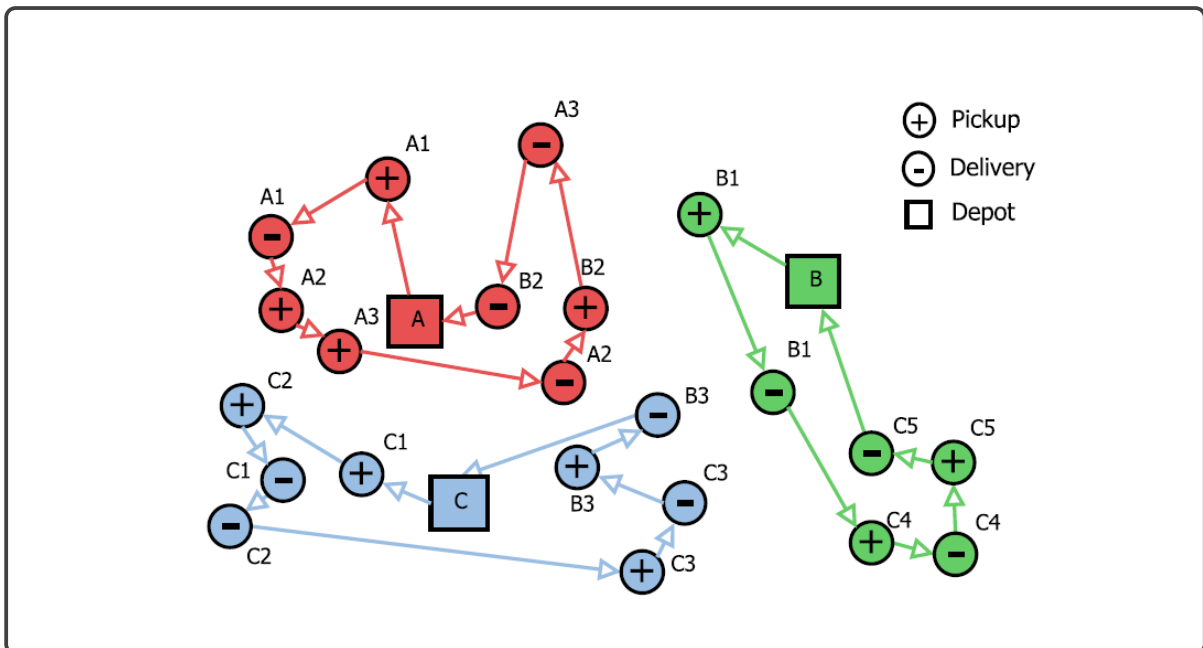 A3
A1
+ Pickup
- Delivery
Depot
A1
B1
A2
B2
B2
B
A3
A
A2
B1
C2
B3
C1
C1
C5
C5
C
C3
B3
C4
C4
C2
C3